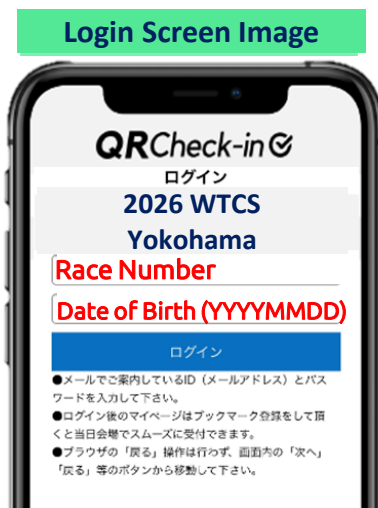 Login Screen Image
QRCheck-in
ログイン
2026 WTCS
Yokohama
Race Number
Date of Birth (YYYYMMDD)
ログイン
●メールでご案内しているID（メールアドレス）とパス
ワードを入力して下さい。
●ログイン後のマイページはブックマーク登録をして頂
くと当日会場でスムーズに受付できます。
●ブラウザの「戻る」操作は行わず、画面内の「次へ」
「戻る」等のボタンから移動して下さい。